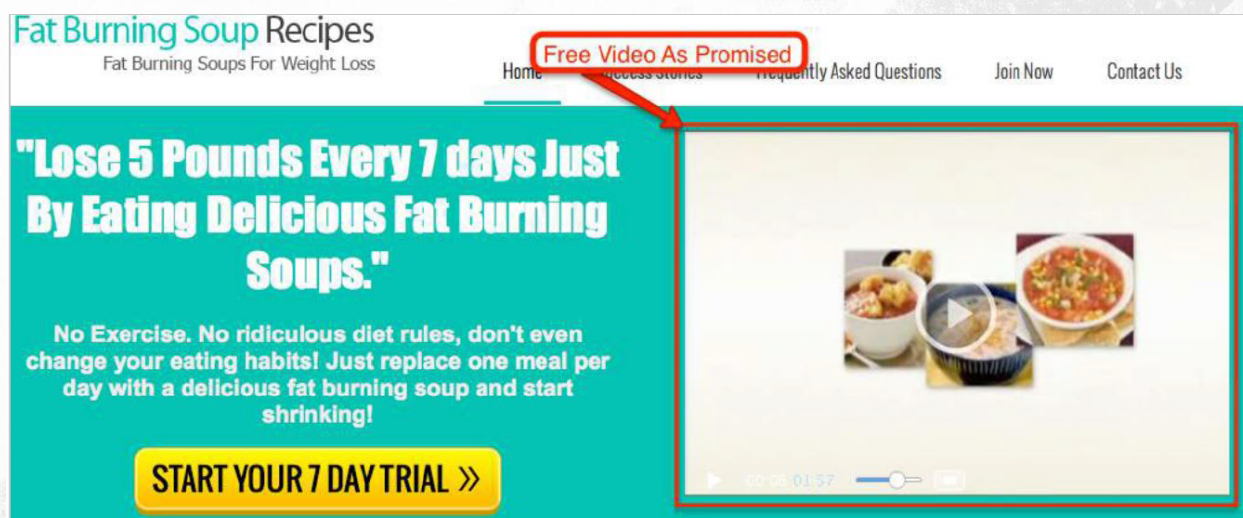 Fat Burning Soup Recipes
Fat Burning Soups For Weight Loss
Free Video As Promised
Home Success Stories Frequently Asked Questions Join Now Contact Us
"Lose 5 Pounds Every 7 days Just
By Eating Delicious Fat Burning
Soups."
No Exercise. No ridiculous diet rules, don't even
change your eating habits! Just replace one meal per
day with a delicious fat burning soup and start
shrinking!
START YOUR 7 DAY TRIAL »
01:57